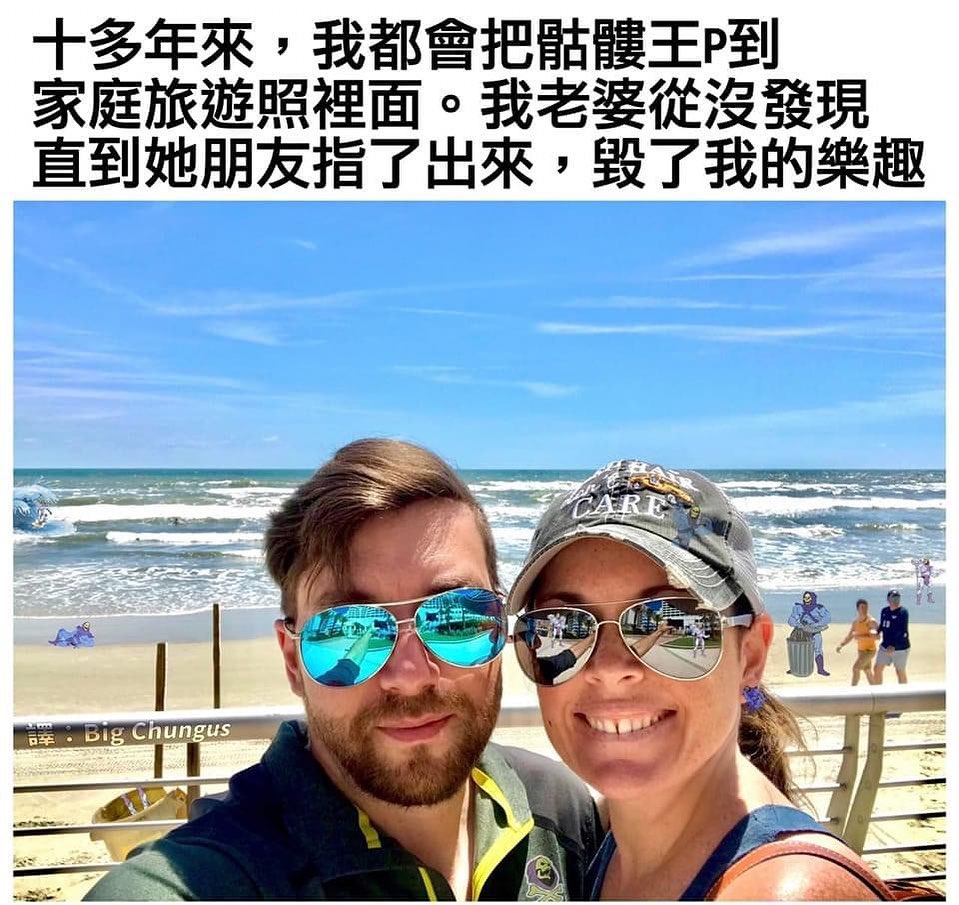 十多年來，我都會把骷髏王P到
家庭旅遊照裡面。我老婆從沒發現
直到她朋友指了出來，毀了我的樂趣
CARE
譯：Big Chungus